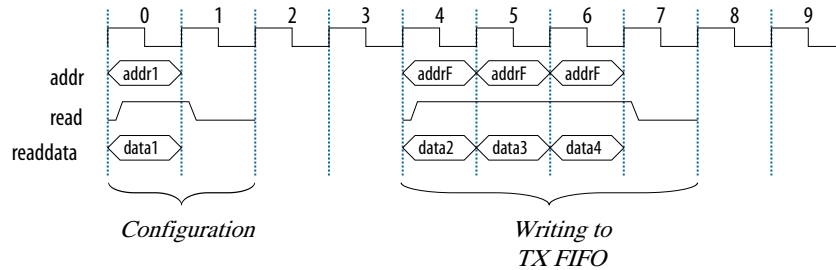 0 1 2 3 4 5 6 7 8 9
addr addr1 addrF addrF addrF
read
readdata data1 data2 data3 data4
Configuration Writing to
TX FIFO